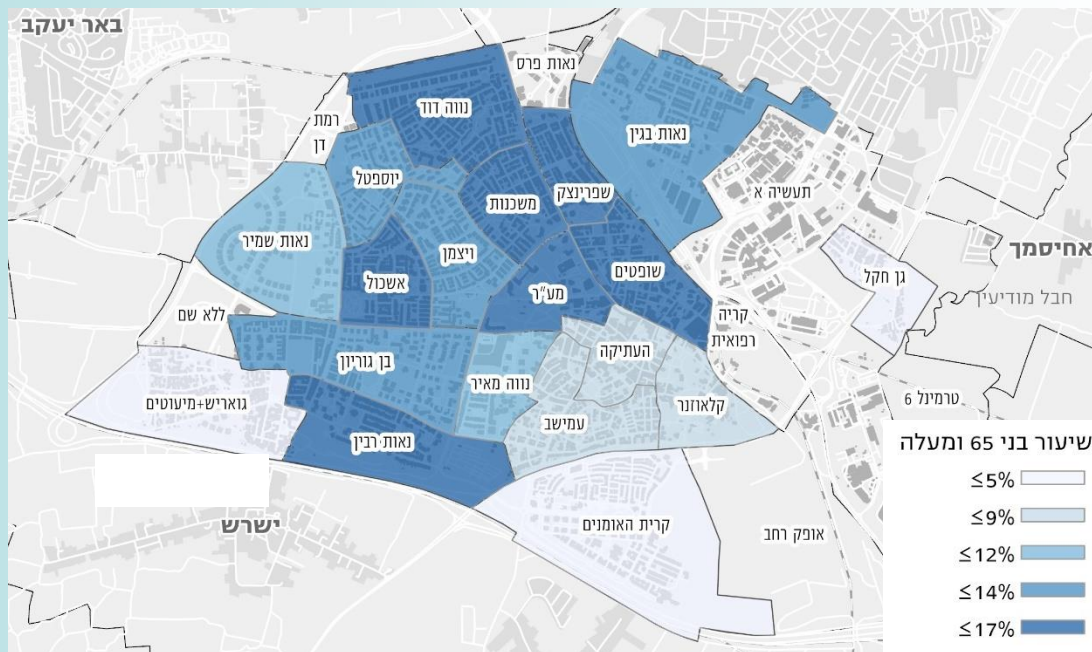 באר יעקב
נאות פרס
נווה דוד
רמת
דן
נאות בגין
יוספטל
שפרינצק
משכנות
תעשיה א
נאות שמיר
ויצמן
אשכול
שופטים
אחיסמך
גן חקל
מע"ר
חבל מודיעין
ללא שם
קריה
רפואית
העתיקה
בן גוריון
נווה מאיר
גואריש+מיעוטים
קלאוזנר
טרמינל 6
עמישב
נאות רבין
ישרש
קרית האומנים
אופק רחב
שיעור בני 65 ומעלה
≤5%
≤9%
≤12%
≤14%
≤17%